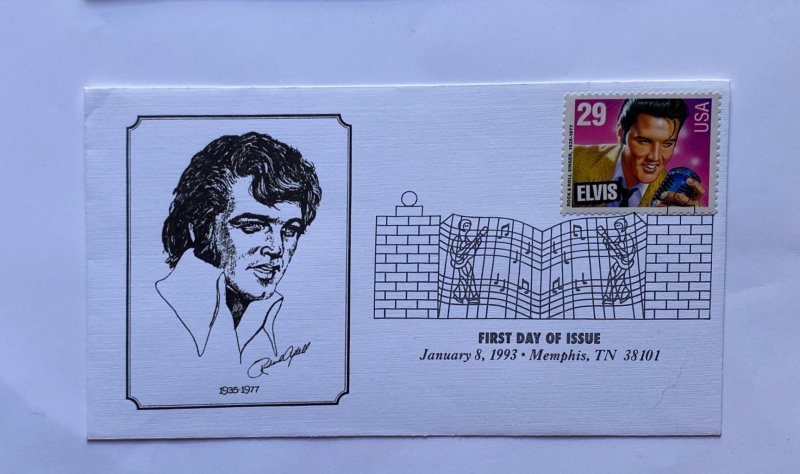 29
USA
ROCK & ROLL SINGER, 1935-1977
ELVIS
FIRST DAY OF ISSUE
January 8, 1993 • Memphis, TN 38101
1935-1977